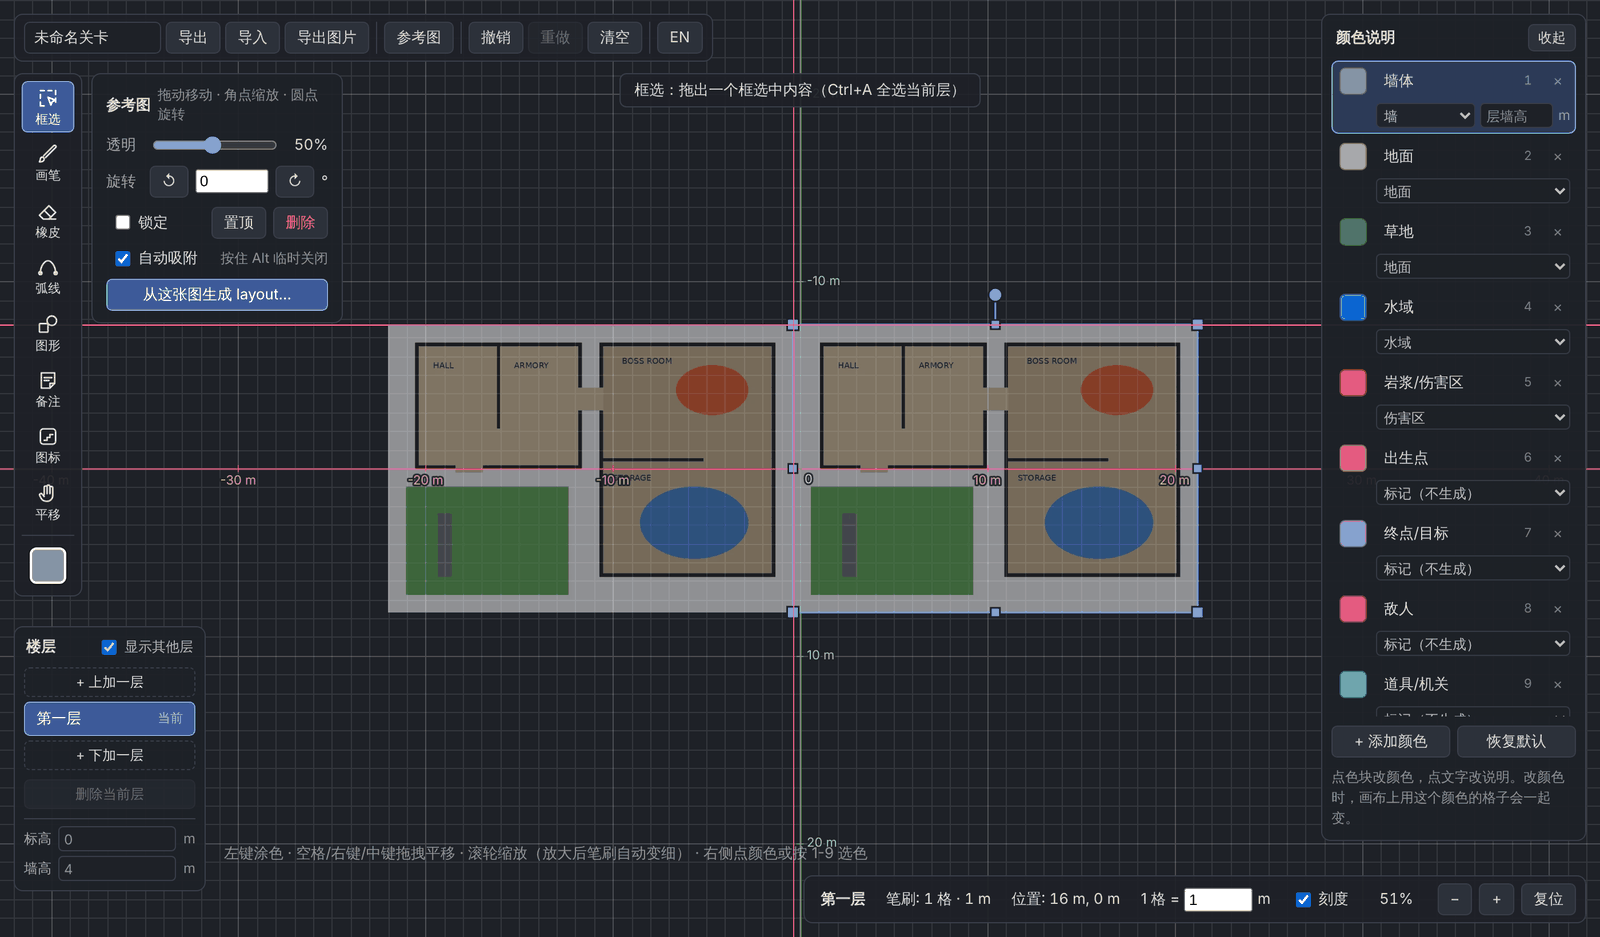 未命名关卡
导出
导入
导出图片
参考图
撤销
重做
清空
EN
框选
画笔
橡皮
弧线
图形
备注
图标
平移
参考图
拖动移动 · 角点缩放 · 圆点
旋转
透明
50%
旋转
0
°
锁定
置顶
删除
自动吸附
按住 Alt 临时关闭
从这张图生成 layout...
框选：拖出一个框选中内容（Ctrl+A 全选当前层）
-10 m
HALL
ARMORY
BOSS ROOM
HALL
ARMORY
BOSS ROOM
STORAGE
-30 m
-20 m
-10 m
0
10 m
20 m
10 m
20 m
楼层
显示其他层
+ 上加一层
第一层
当前
+ 下加一层
删除当前层
标高
0
m
墙高
4
m
左键涂色 · 空格/右键/中键拖拽平移 · 滚轮缩放（放大后笔刷自动变细） · 右侧点颜色或按 1-9 选色
颜色说明
收起
墙体
1
×
墙
层墙高
m
地面
2
×
地面
草地
3
×
地面
水域
4
×
水域
岩浆/伤害区
5
×
伤害区
出生点
6
×
标记（不生成）
终点/目标
7
×
标记（不生成）
敌人
8
×
标记（不生成）
道具/机关
9
×
+ 添加颜色
恢复默认
点色块改颜色，点文字改说明。改颜色
时，画布上用这个颜色的格子会一起
变。
第一层
笔刷: 1 格 · 1 m
位置: 16 m, 0 m
1 格 =
1
m
刻度
51%
−
+
复位